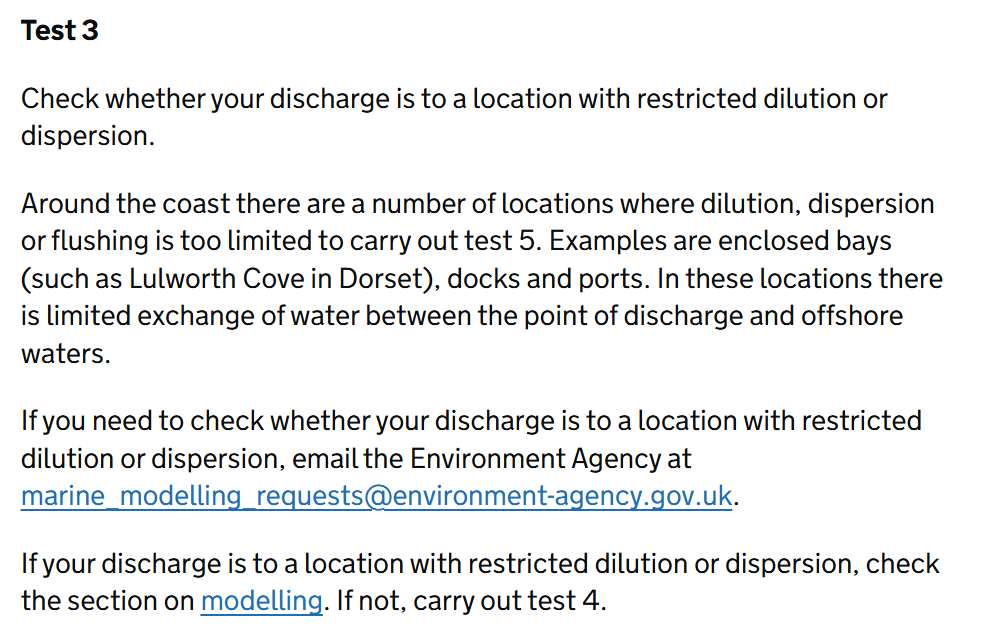 Test 3
Check whether your discharge is to a location with restricted dilution or
dispersion.
Around the coast there are a number of locations where dilution, dispersion
or flushing is too limited to carry out test 5. Examples are enclosed bays
(such as Lulworth Cove in Dorset), docks and ports. In these locations there
is limited exchange of water between the point of discharge and offshore
waters.
If you need to check whether your discharge is to a location with restricted
dilution or dispersion, email the Environment Agency at
marine_modelling_requests@environment-agency.gov.uk.
If your discharge is to a location with restricted dilution or dispersion, check
the section on modelling. If not, carry out test 4.